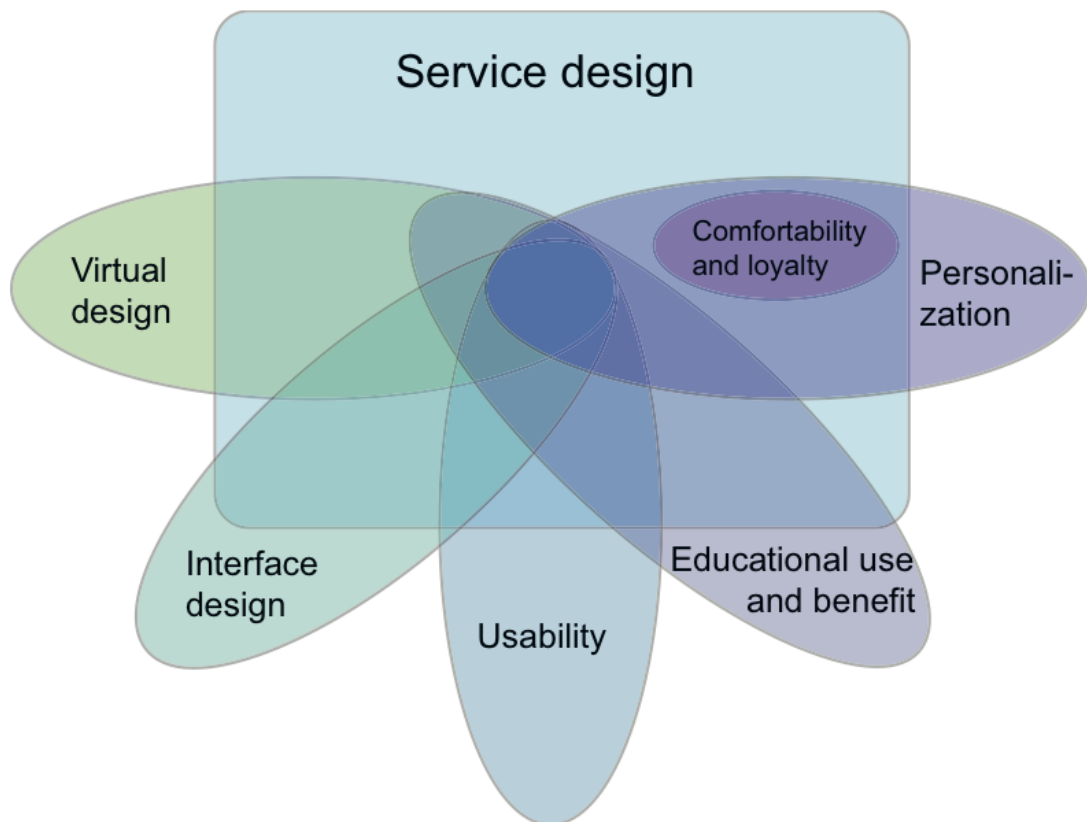 Service design
Virtual
design
Comfortability
and loyalty
Personali-
zation
Interface
design
Usability
Educational use
and benefit